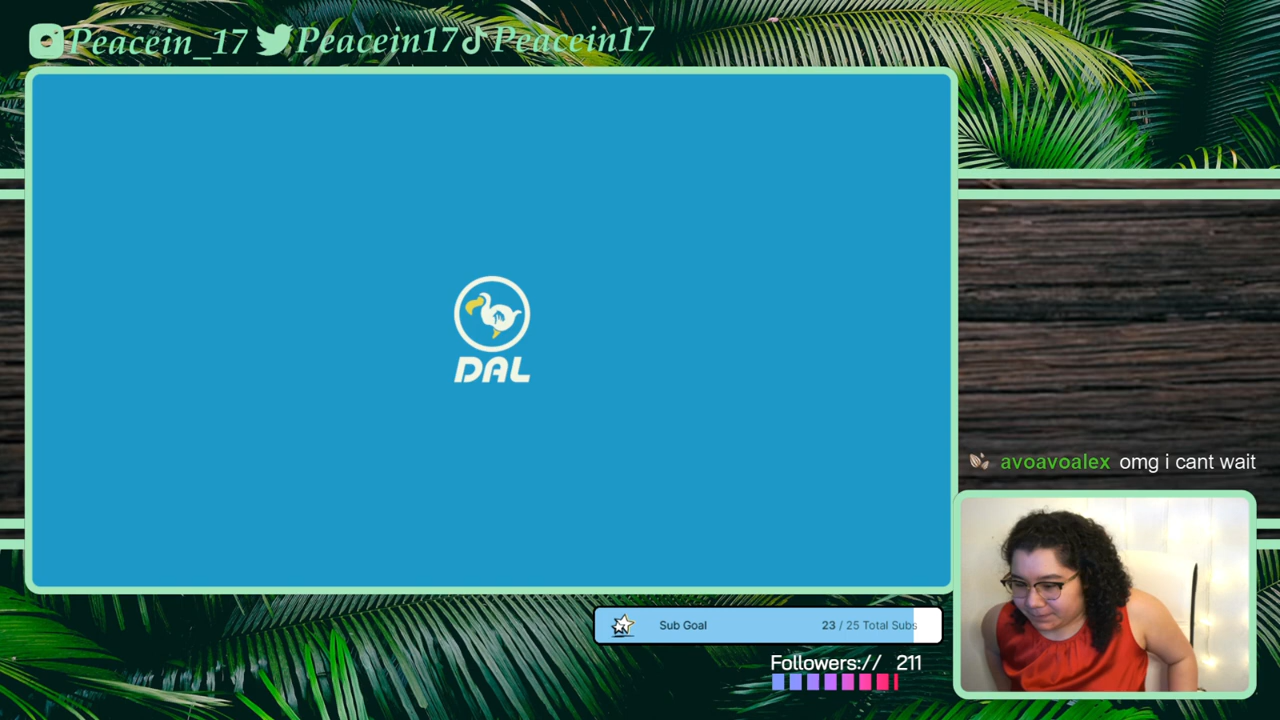 Peacein_17 Peacein17 Peacein17
DAL
avoavoalex omg i cant wait
Sub Goal 23 / 25 Total Subs
Followers:// 211